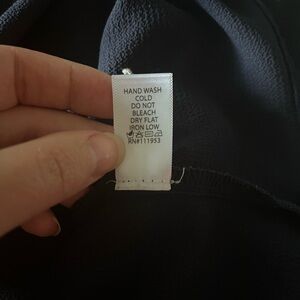 HAND WASH
COLD
DO NOT
BLEACH
DRY FLAT
IRON LOW
RN#111953